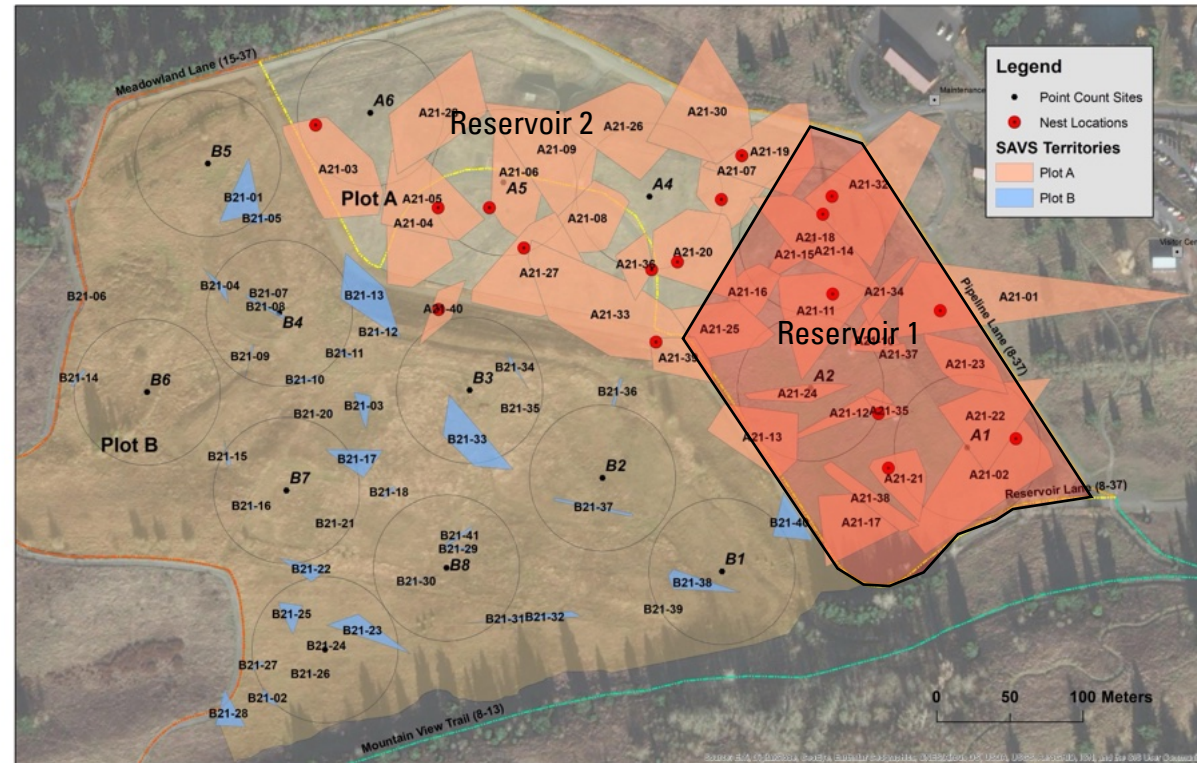 Meadowland Lane (15-37)
Reservoir 2
Legend
Point Count Sites
Nest Locations
SAVS Territories
Plot A
Plot B
Maintenance
A6
A21-30
A21-26
A21-09
A21-19
B5
A21-03
A21-06
A21-07
A21-32
A5
A4
B21-01
Plot A
A21-05
B21-05
A21-04
A21-08
A21-18
A21-15
A21-14
A21-20
A21-36
A21-27
B21-06
B21-04
B21-07
B21-13
B21-08
A21-16
A21-34
A21-01
Pipeline Lane (8-37)
A21-40
A21-33
A21-11
B4
B21-12
A21-25
Reservoir 1
B21-09
B21-11
A21-39
A21-37
A21-23
B21-34
B21-14
B6
B21-10
B3
A2
B21-36
A21-24
B21-20
B21-03
B21-35
A21-12
A21-35
A21-22
Plot B
B21-33
A21-13
A1
B21-15
B21-17
B7
B2
A21-21
A21-02
B21-18
Reservoir Lane (8-37)
B21-16
B21-37
A21-38
B21-21
B21-40
A21-17
B21-41
B21-29
B21-22
B8
B1
B21-30
B21-38
B21-25
B21-31
B21-32
B21-39
B21-23
B21-24
B21-27
B21-26
B21-02
B21-28
Mountain View Trail (8-13)
0 50 100 Meters